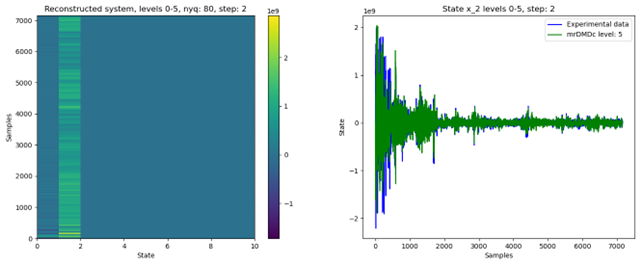 Reconstructed system, levels 0-5, nyq: 80, step: 2
7000
6000
5000
4000
3000
2000
1000
0
Samples
0 2 4 6 8 10
State
1e9
2
1
0
−1
State x_2 levels 0-5, step: 2
1e9
Experimental data
mrDMDc level: 5
2
1
0
−1
−2
State
0 1000 2000 3000 4000 5000 6000 7000
Samples